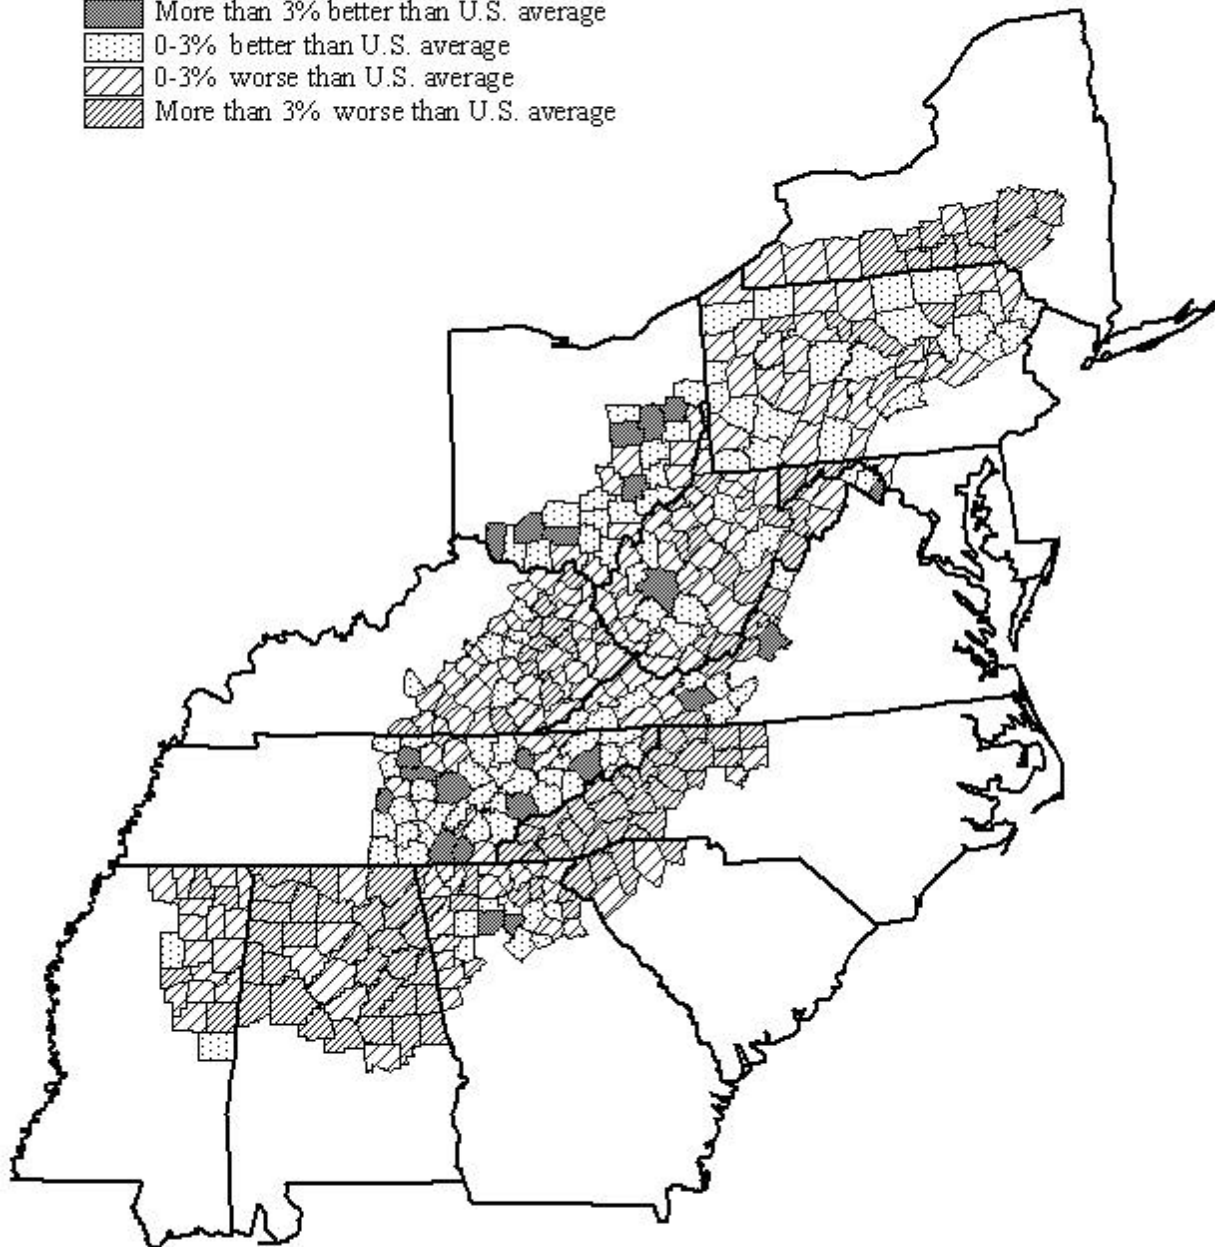 More than 3% better than U.S. average
0-3% better than U.S. average
0-3% worse than U.S. average
More than 3% worse than U.S. average